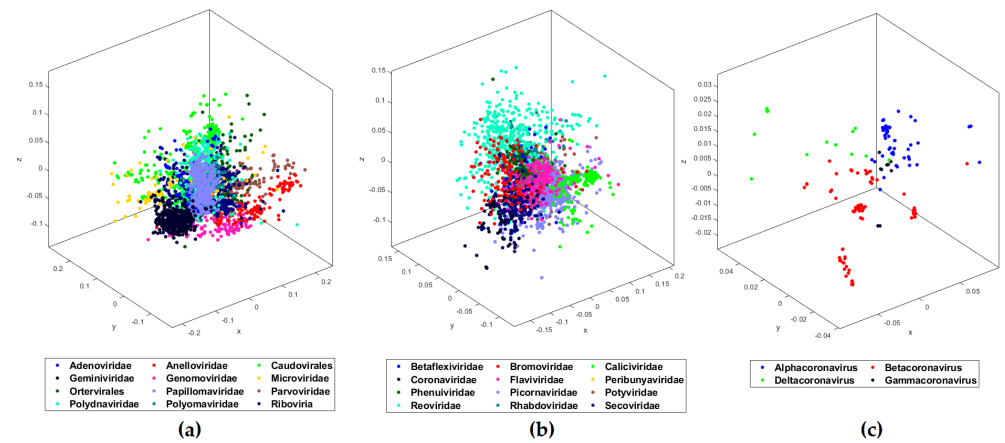 0.15
0.1
0.05
0
-0.05
-0.1
z
0.2
0.1
0
-0.1
y
-0.2
-0.1
0
0.1
0.2
x
Adenoviridae Anelloviridae Caudovirales
Geminiviridae Genomoviridae Microviridae
Ortervirales Papillomaviridae Parvoviridae
Polydnaviridae Polyomaviridae Riboviria
(a)
0.15
0.1
0.05
0
-0.05
-0.1
z
0.15
0.1
0.05
0
-0.05
-0.1
y
-0.15
-0.1
-0.05
0
0.05
0.1
0.15
0.2
x
Betaflexiviridae Bromoviridae Caliciviridae
Coronaviridae Flaviviridae Peribunyaviridae
Phenuiviridae Picornaviridae Potyviridae
Reoviridae Rhabdoviridae Secoviridae
(b)
0.03
0.025
0.02
0.015
0.01
0.005
0
-0.005
-0.01
-0.015
-0.02
z
0.04
0.02
0
-0.02
-0.04
y
-0.05
0
0.05
x
Alphacoronavirus Betacoronavirus
Deltacoronavirus Gammacoronavirus
(c)